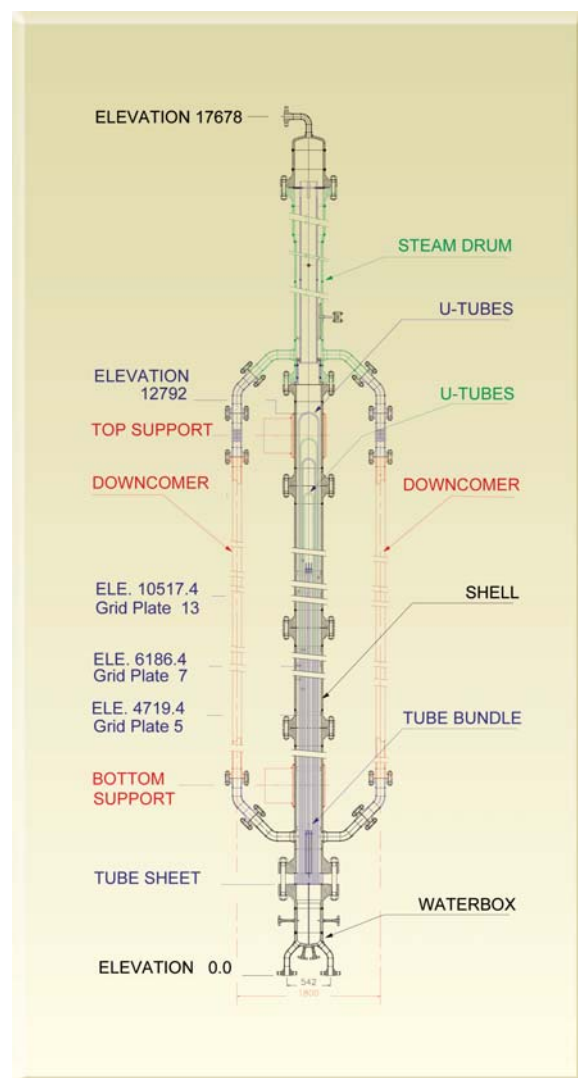 ELEVATION 17678
STEAM DRUM
U-TUBES
ELEVATION
12792
U-TUBES
TOP SUPPORT
DOWNCOMER
DOWNCOMER
ELE. 10517.4
Grid Plate 13
SHELL
ELE. 6186.4
Grid Plate 7
ELE. 4719.4
Grid Plate 5
TUBE BUNDLE
BOTTOM
SUPPORT
TUBE SHEET
WATERBOX
ELEVATION 0.0
542
1800